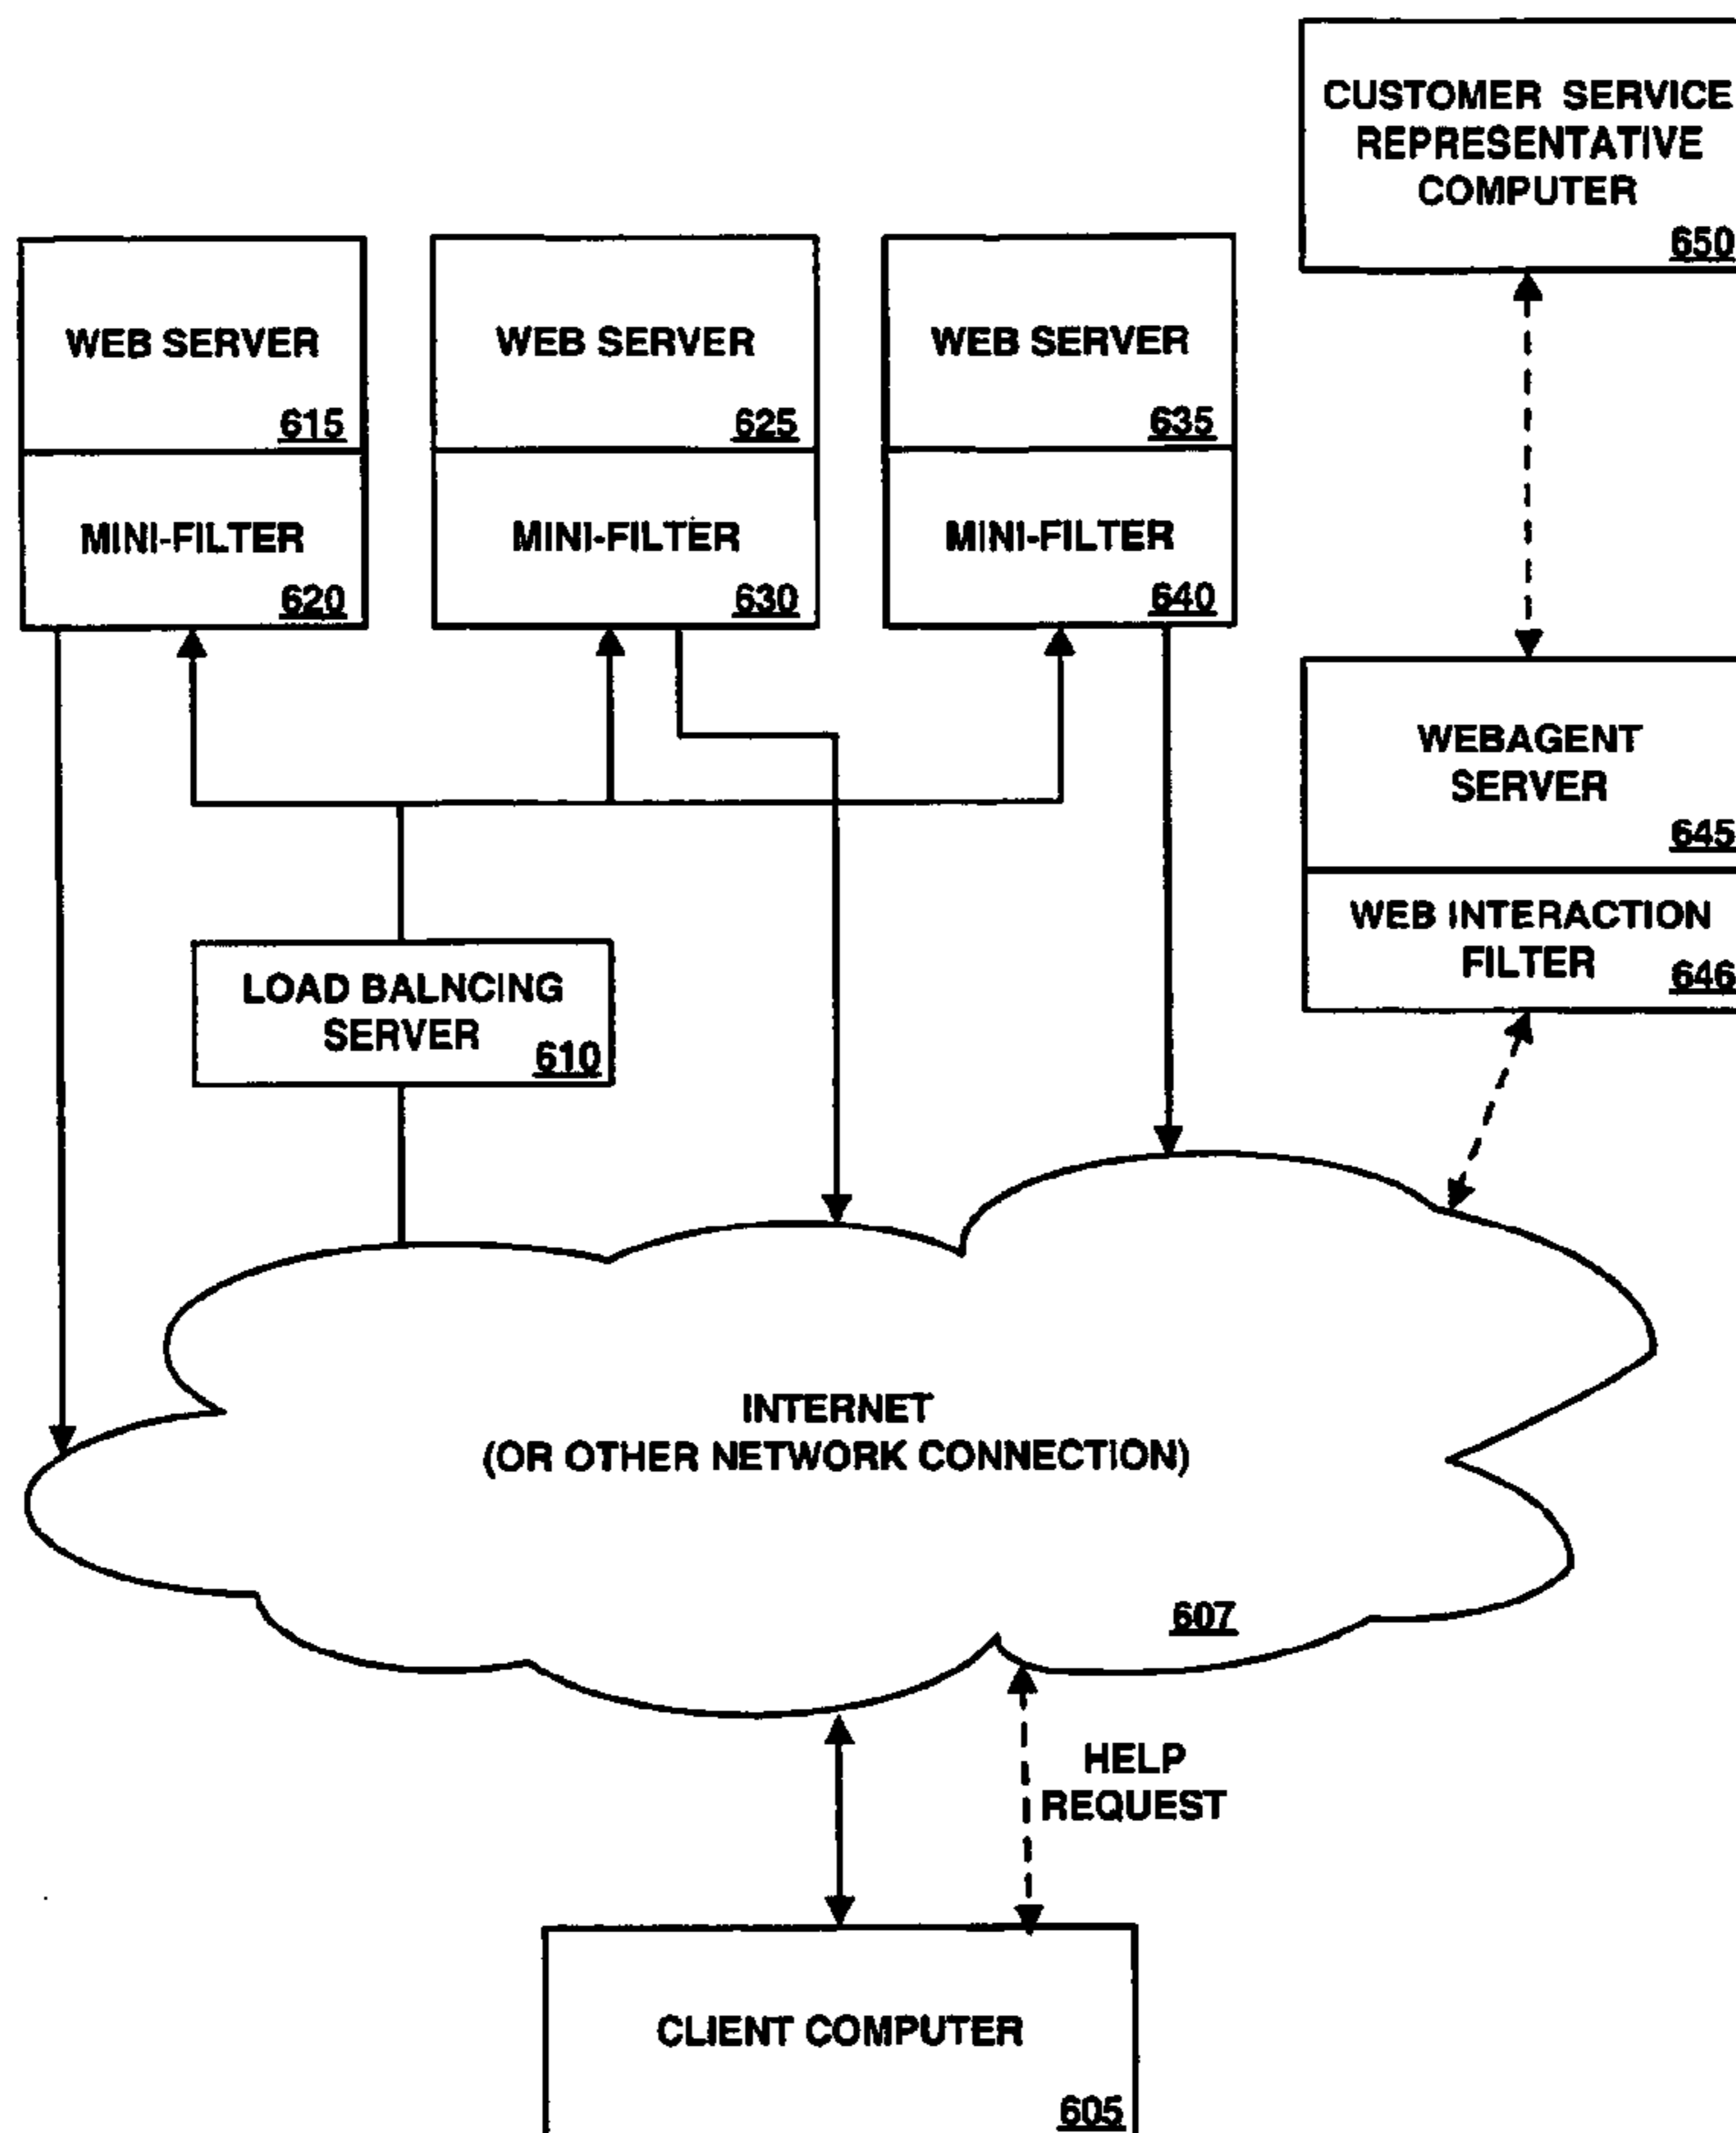 CUSTOMER SERVICE
REPRESENTATIVE
COMPUTER
650
WEB SERVER
615
MINI-FILTER
620
WEB SERVER
625
MINI-FILTER
630
WEB SERVER
635
MINI-FILTER
640
WEBAGENT
SERVER
645
WEB INTERACTION
FILTER
646
LOAD BALNCING
SERVER
610
INTERNET
(OR OTHER NETWORK CONNECTION)
607
HELP
REQUEST
CLIENT COMPUTER
605